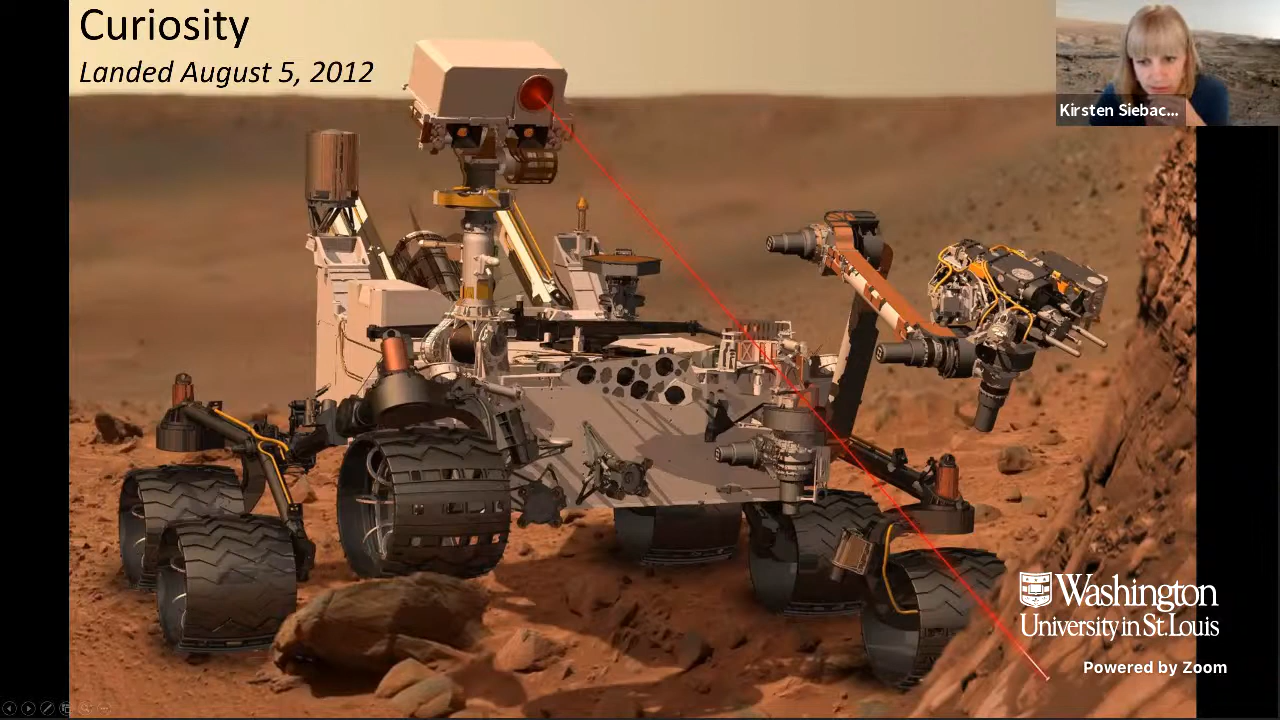 Curiosity
Landed August 5, 2012
Kirsten Siebac...
Washington
University in St. Louis
Powered by Zoom